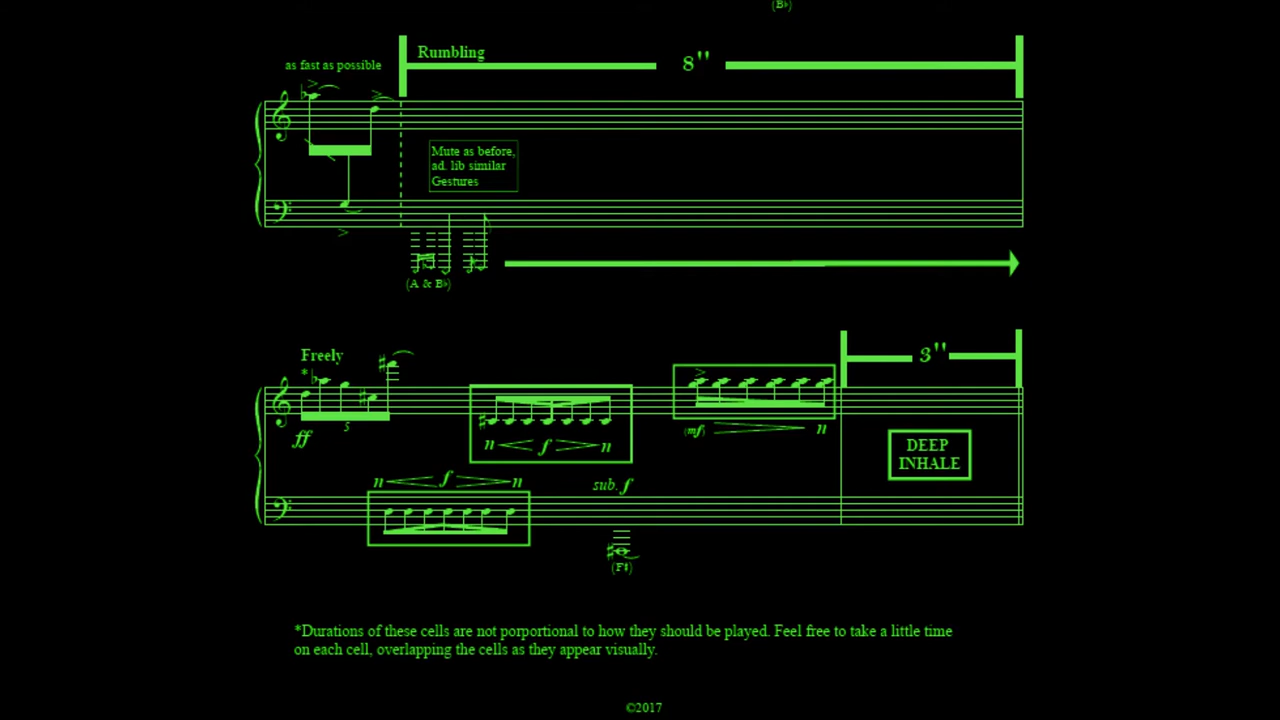 (B♭)
Rumbling
8''
as fast as possible
Mute as before,
ad. lib similar
Gestures
(A & B♭)
Freely
3''
*
5
ff
n f n
(mf) n
DEEP
INHALE
n f n
sub. f
(F#)
*Durations of these cells are not porportional to how they should be played. Feel free to take a little time
on each cell, overlapping the cells as they appear visually.
©2017